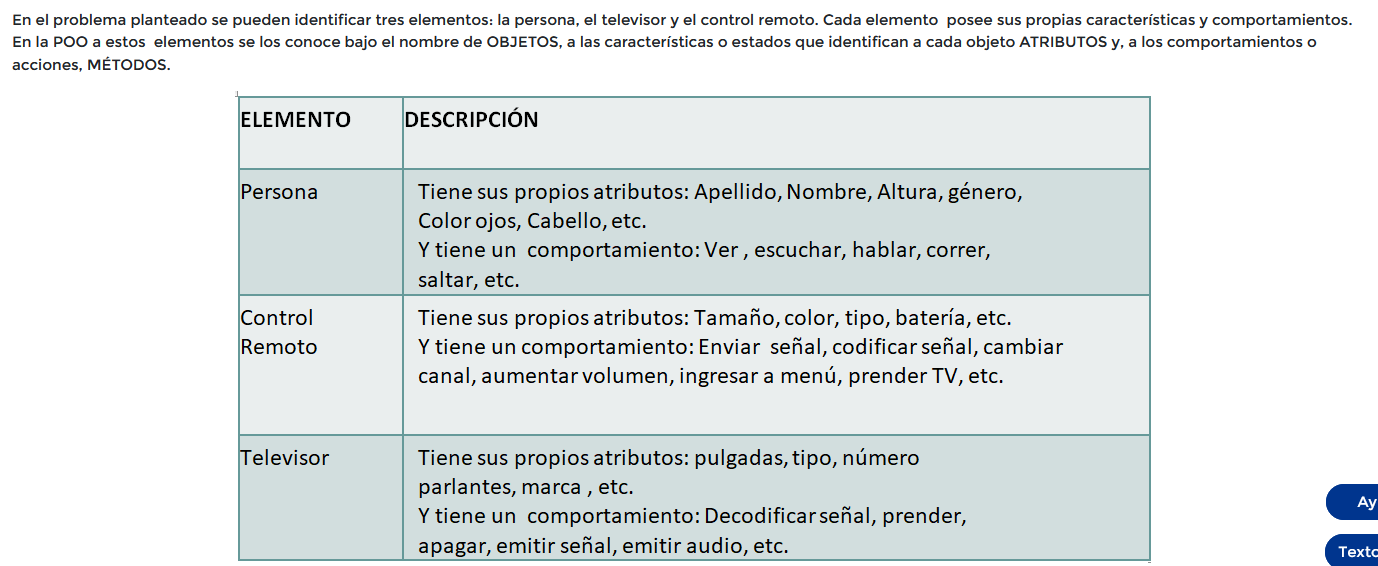 En el problema planteado se pueden identificar tres elementos: la persona, el televisor y el control remoto. Cada elemento posee sus propias características y comportamientos.
En la POO a estos elementos se los conoce bajo el nombre de OBJETOS, a las características o estados que identifican a cada objeto ATRIBUTOS y, a los comportamientos o
acciones, MÉTODOS.
ELEMENTO
DESCRIPCIÓN
Persona
Tiene sus propios atributos: Apellido, Nombre, Altura, género,
Color ojos, Cabello, etc.
Y tiene un comportamiento: Ver , escuchar, hablar, correr,
saltar, etc.
Control
Remoto
Tiene sus propios atributos: Tamaño, color, tipo, batería, etc.
Y tiene un comportamiento: Enviar señal, codificar señal, cambiar
canal, aumentar volumen, ingresar a menú, prender TV, etc.
Televisor
Tiene sus propios atributos: pulgadas, tipo, número
parlantes, marca , etc.
Y tiene un comportamiento: Decodificar señal, prender,
apagar, emitir señal, emitir audio, etc.
Ay
Texto